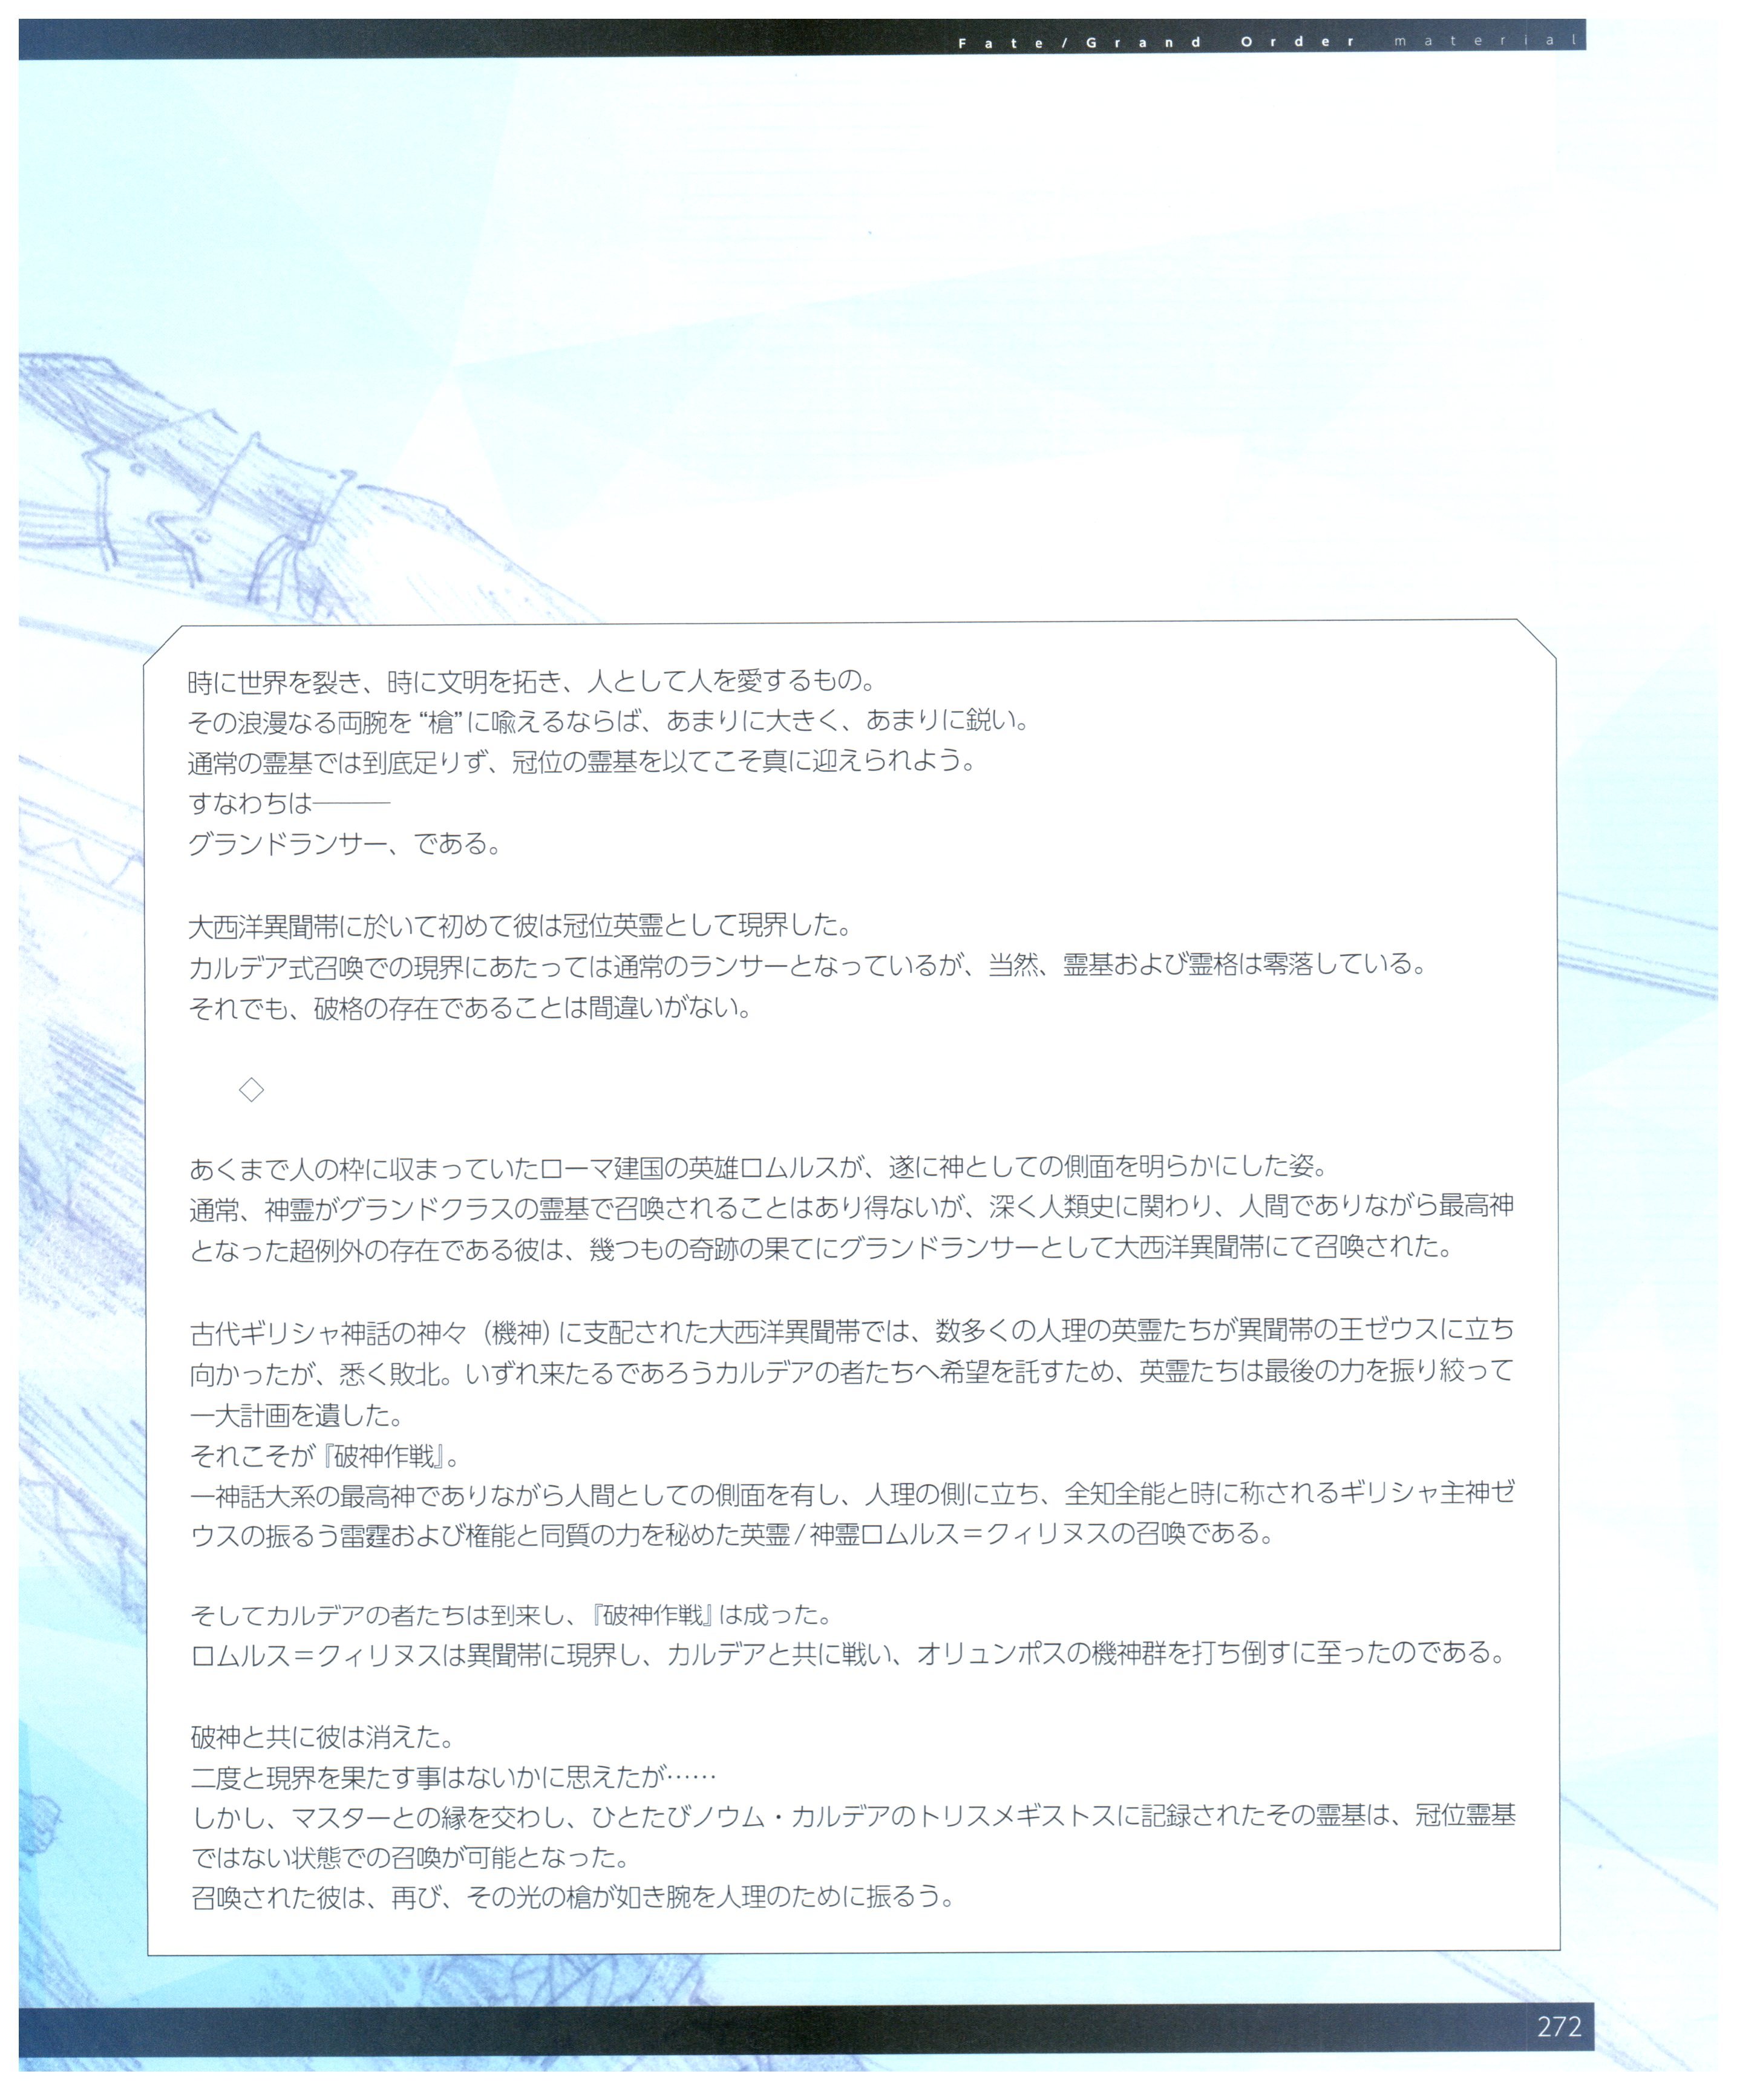 Fate/Grand Order material
時に世界を裂き、時に文明を拓き、人として人を愛するもの。
その浪漫なる両腕を“槍”に喩えるならば、あまりに大きく、あまりに鋭い。
通常の霊基では到底足りず、冠位の霊基を以てこそ真に迎えられよう。
すなわちは―――
グランドランサー、である。
大西洋異聞帯に於いて初めて彼は冠位英霊として現界した。
カルデア式召喚での現界にあたっては通常のランサーとなっているが、当然、霊基および霊格は零落している。
それでも、破格の存在であることは間違いがない。
◇
あくまで人の枠に収まっていたローマ建国の英雄ロムルスが、遂に神としての側面を明らかにした姿。
通常、神霊がグランドクラスの霊基で召喚されることはあり得ないが、深く人類史に関わり、人間でありながら最高神
となった超例外の存在である彼は、幾つもの奇跡の果てにグランドランサーとして大西洋異聞帯にて召喚された。
古代ギリシャ神話の神々（機神）に支配された大西洋異聞帯では、数多くの人理の英霊たちが異聞帯の王ゼウスに立ち
向かったが、悉く敗北。いずれ来たるであろうカルデアの者たちへ希望を託すため、英霊たちは最後の力を振り絞って
一大計画を遺した。
それこそが『破神作戦』。
一神話大系の最高神でありながら人間としての側面を有し、人理の側に立ち、全知全能と時に称されるギリシャ主神ゼ
ウスの振るう雷霆および権能と同質の力を秘めた英霊/神霊ロムルス＝クィリヌスの召喚である。
そしてカルデアの者たちは到来し、『破神作戦』は成った。
ロムルス＝クィリヌスは異聞帯に現界し、カルデアと共に戦い、オリュンポスの機神群を打ち倒すに至ったのである。
破神と共に彼は消えた。
二度と現界を果たす事はないかに思えたが……
しかし、マスターとの縁を交わし、ひとたびノウム・カルデアのトリスメギストスに記録されたその霊基は、冠位霊基
ではない状態での召喚が可能となった。
召喚された彼は、再び、その光の槍が如き腕を人理のために振るう。
272